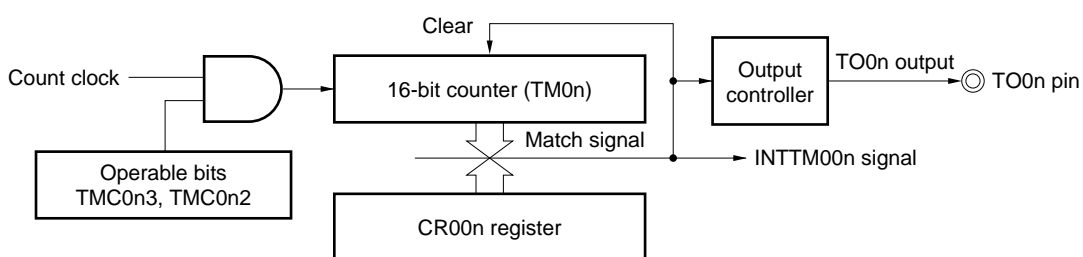 Clear
Count clock
16-bit counter (TM0n)
Output
controller
TO0n output
TO0n pin
Match signal
INTTM00n signal
Operable bits
TMC0n3, TMC0n2
CR00n register